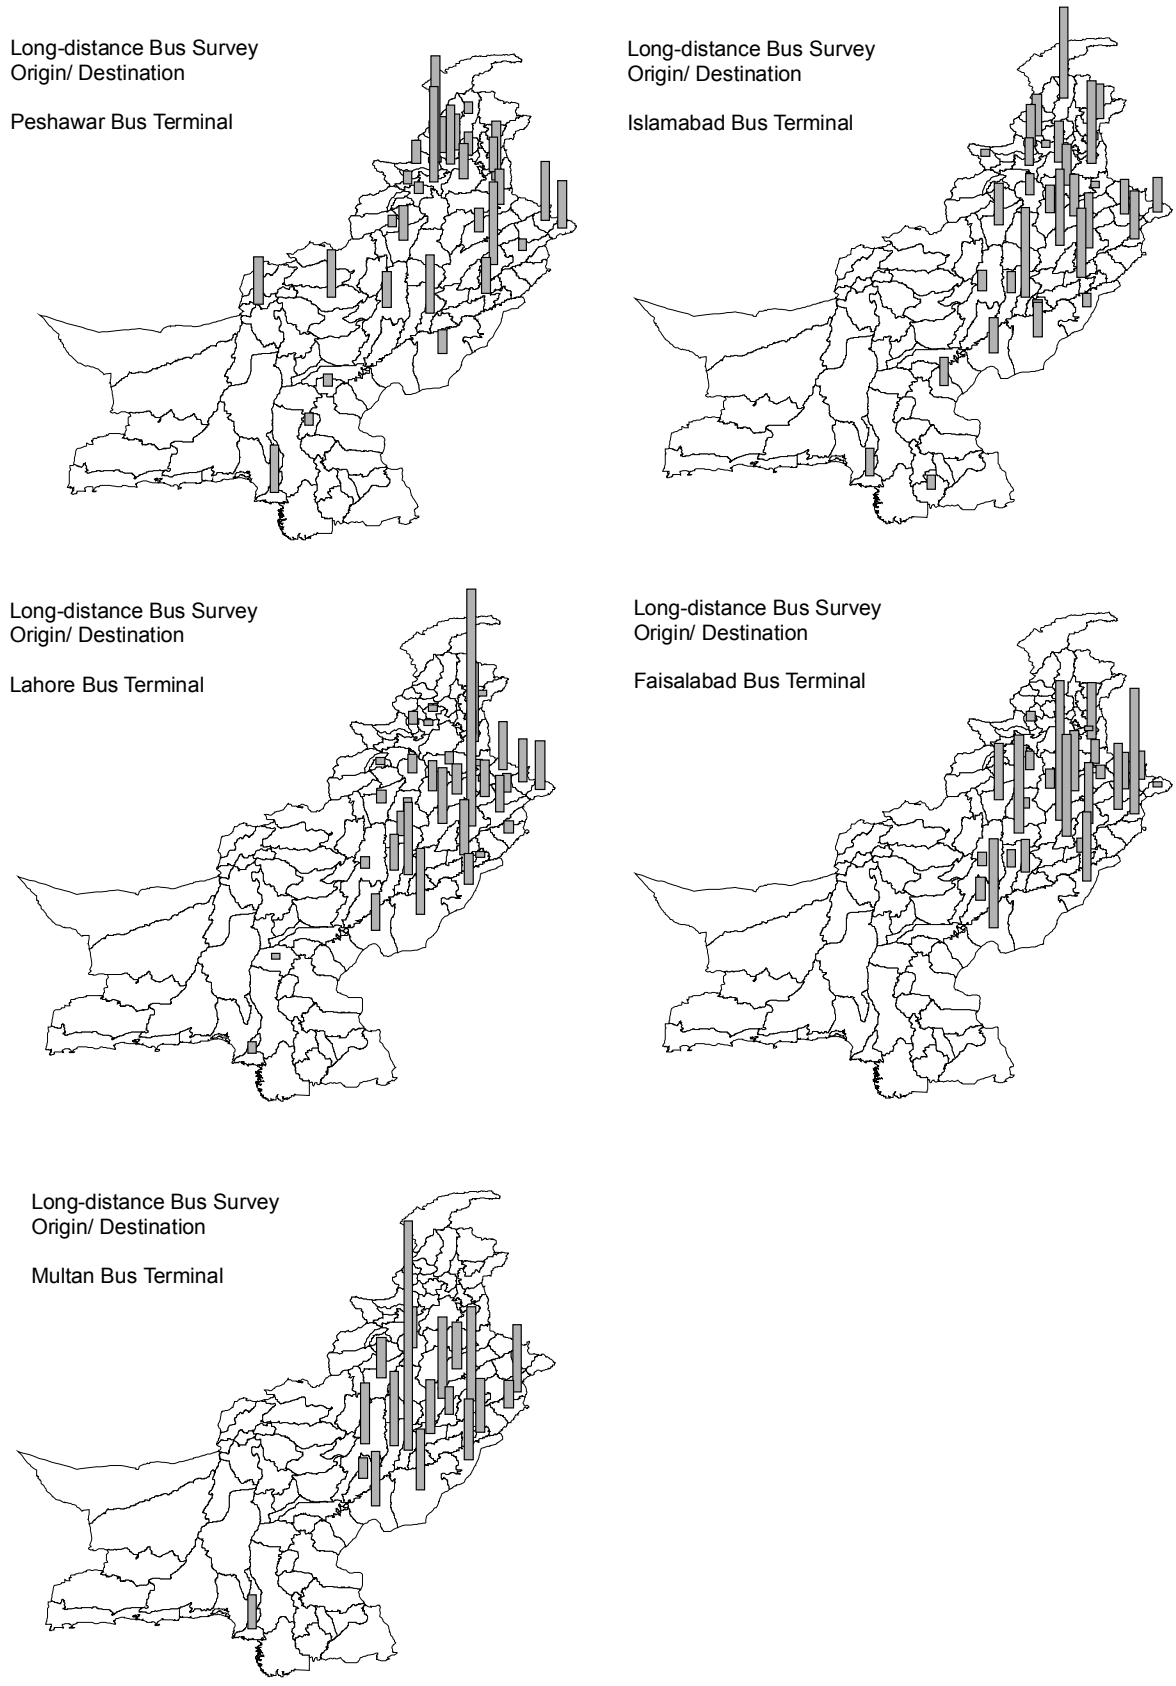 Long-distance Bus Survey
Origin/ Destination
Peshawar Bus Terminal
Long-distance Bus Survey
Origin/ Destination
Islamabad Bus Terminal
Long-distance Bus Survey
Origin/ Destination
Lahore Bus Terminal
Long-distance Bus Survey
Origin/ Destination
Faisalabad Bus Terminal
Long-distance Bus Survey
Origin/ Destination
Multan Bus Terminal